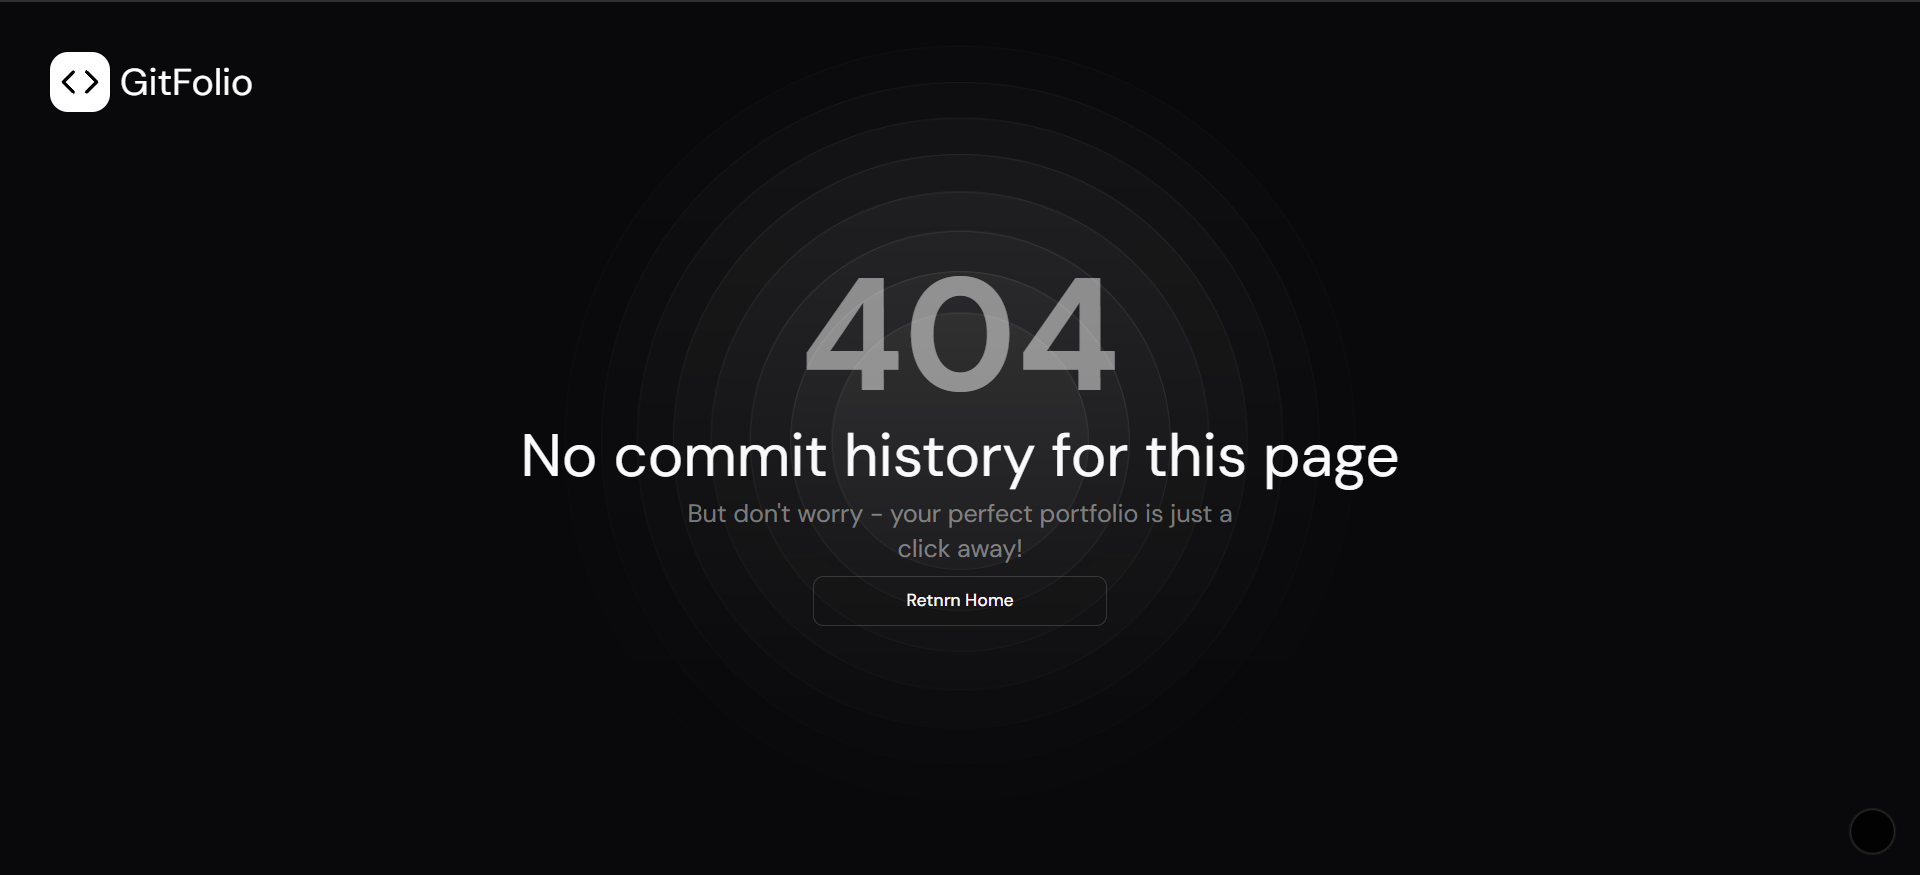 GitFolio
404
No commit history for this page
But don't worry - your perfect portfolio is just a
click away!
Retnrn Home